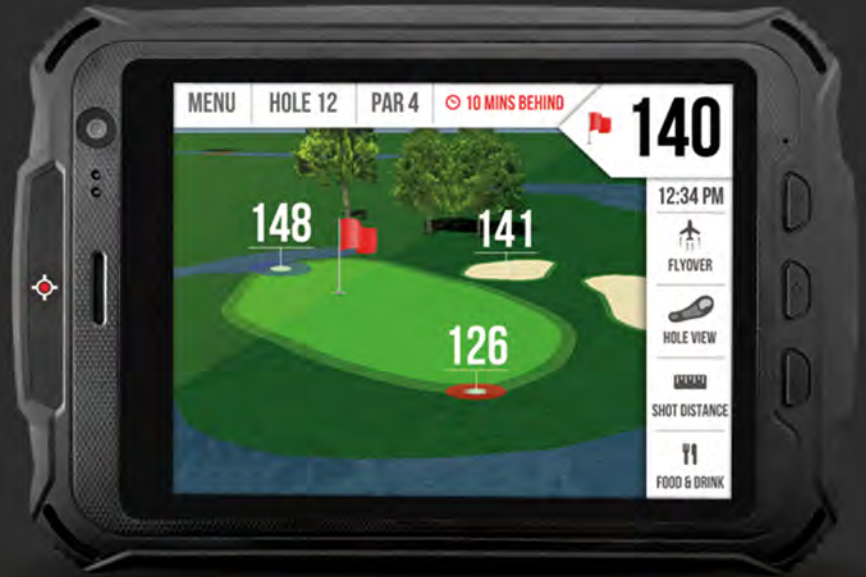 MENU
HOLE 12
PAR 4
10 MINS BEHIND
140
12:34 PM
148
141
126
FLYOVER
HOLE VIEW
SHOT DISTANCE
FOOD & DRINK